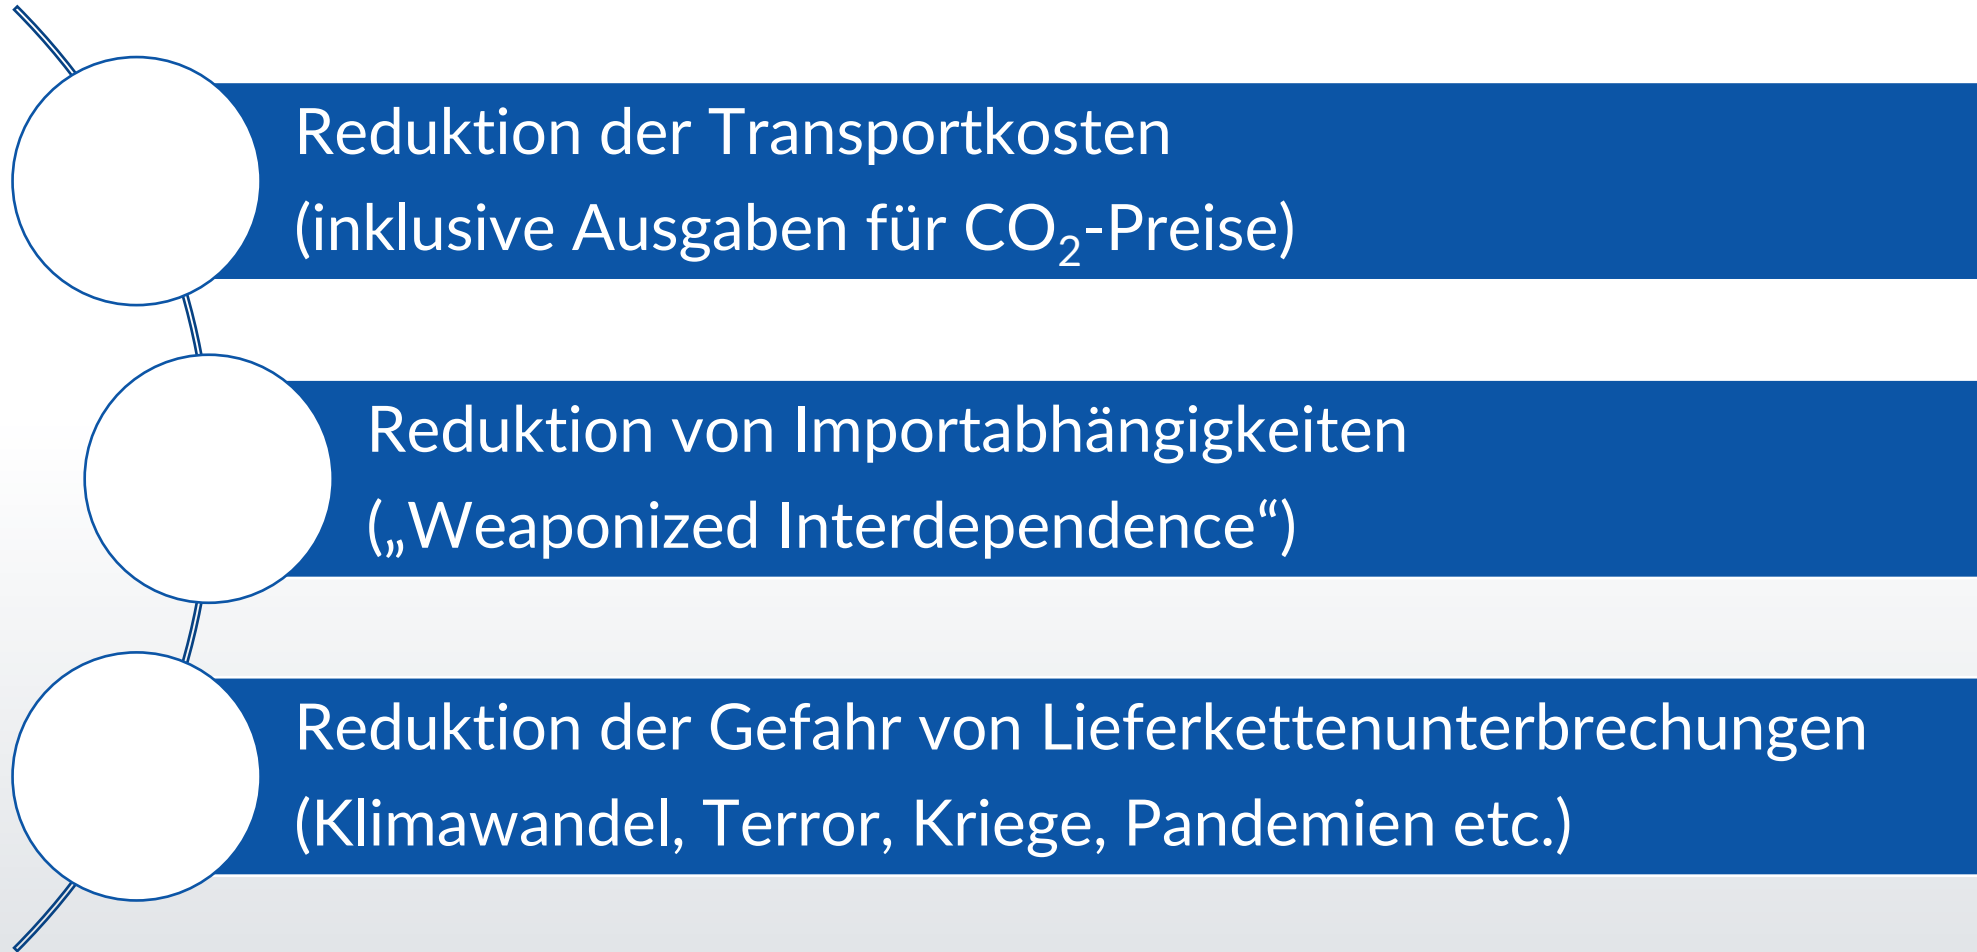 Reduktion der Transportkosten
(inklusive Ausgaben für CO₂-Preise)
Reduktion von Importabhängigkeiten
(„Weaponized Interdependence“)
Reduktion der Gefahr von Lieferkettenunterbrechungen
(Klimawandel, Terror, Kriege, Pandemien etc.)